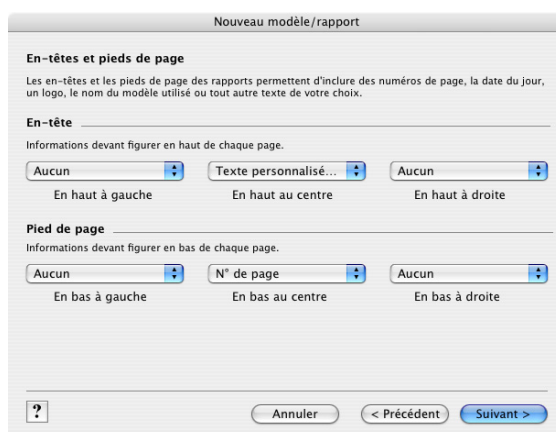 Nouveau modèle/rapport
En-têtes et pieds de page
Les en-têtes et les pieds de page des rapports permettent d'inclure des numéros de page, la date du jour,
un logo, le nom du modèle utilisé ou tout autre texte de votre choix.
En-tête
Informations devant figurer en haut de chaque page.
Aucun Texte personnalisé... Aucun
En haut à gauche En haut au centre En haut à droite
Pied de page
Informations devant figurer en bas de chaque page.
Aucun N° de page Aucun
En bas à gauche En bas au centre En bas à droite
? Annuler < Précédent Suivant >